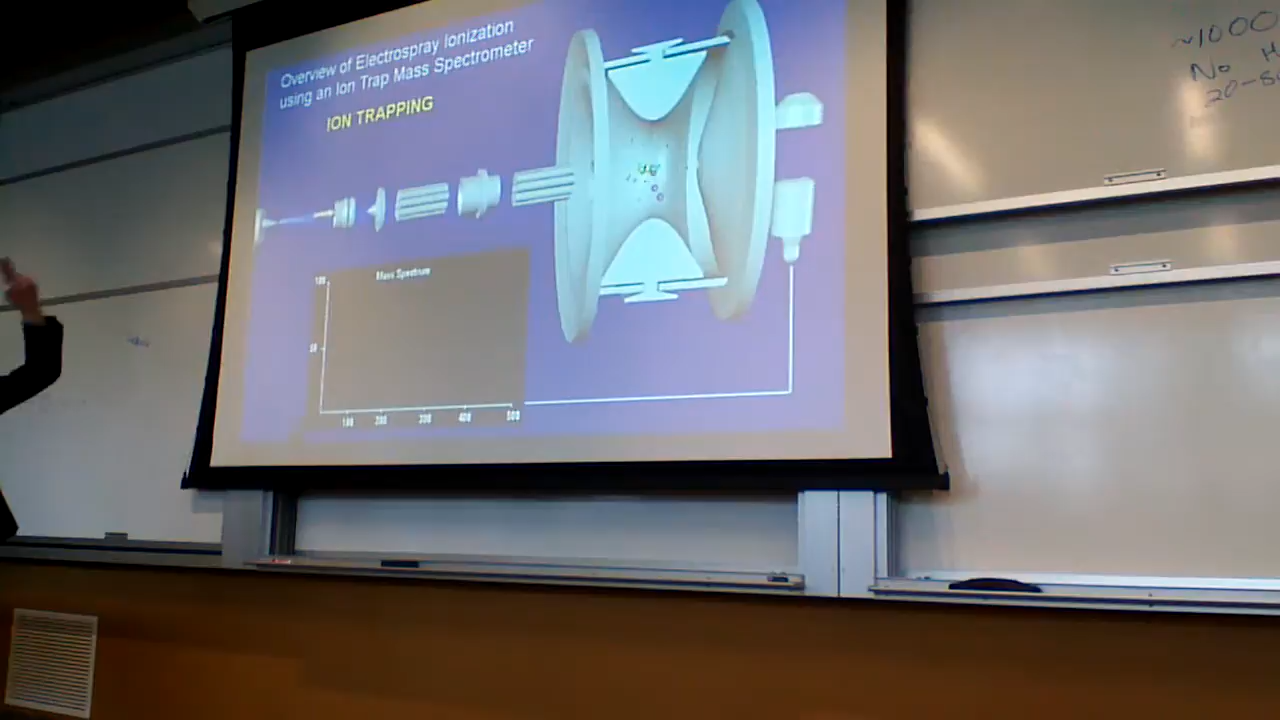 Overview of Electrospray Ionization
using an Ion Trap Mass Spectrometer
ION TRAPPING
Mass Spectrum
100
50
100 200 300 400 500
~1000
No H
20-80